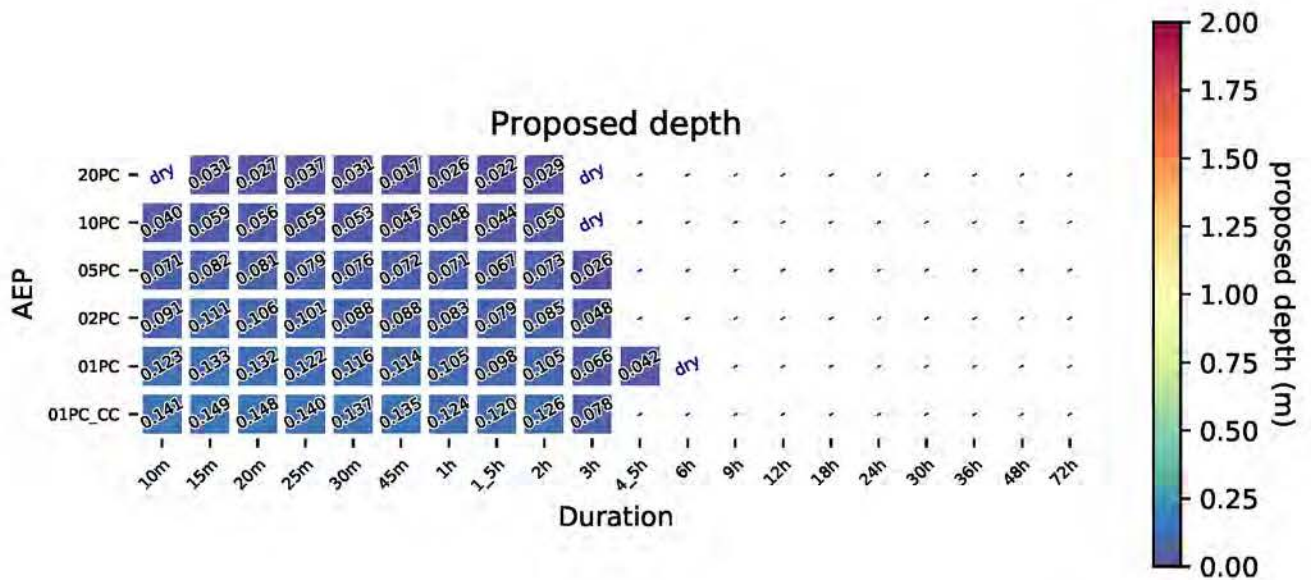 Proposed depth
AEP
20PC dry 0.031 0.027 0.037 0.031 0.017 0.026 0.022 0.029 dry - - - - - - - - - -
10PC 0.040 0.059 0.056 0.059 0.053 0.045 0.048 0.044 0.050 dry - - - - - - - - - -
05PC 0.071 0.082 0.081 0.079 0.076 0.072 0.071 0.067 0.073 0.026 - - - - - - - - - -
02PC 0.091 0.111 0.106 0.101 0.088 0.088 0.083 0.079 0.085 0.048 - - - - - - - - - -
01PC 0.123 0.133 0.132 0.122 0.116 0.114 0.105 0.098 0.105 0.066 0.042 dry - - - - - - - -
01PC_CC 0.141 0.149 0.148 0.140 0.137 0.135 0.124 0.120 0.126 0.078 - - - - - - - - - -
10m 15m 20m 25m 30m 45m 1h 1_5h 2h 3h 4_5h 6h 9h 12h 18h 24h 30h 36h 48h 72h
Duration
2.00
1.75
1.50
1.25
1.00
0.75
0.50
0.25
0.00
proposed depth (m)